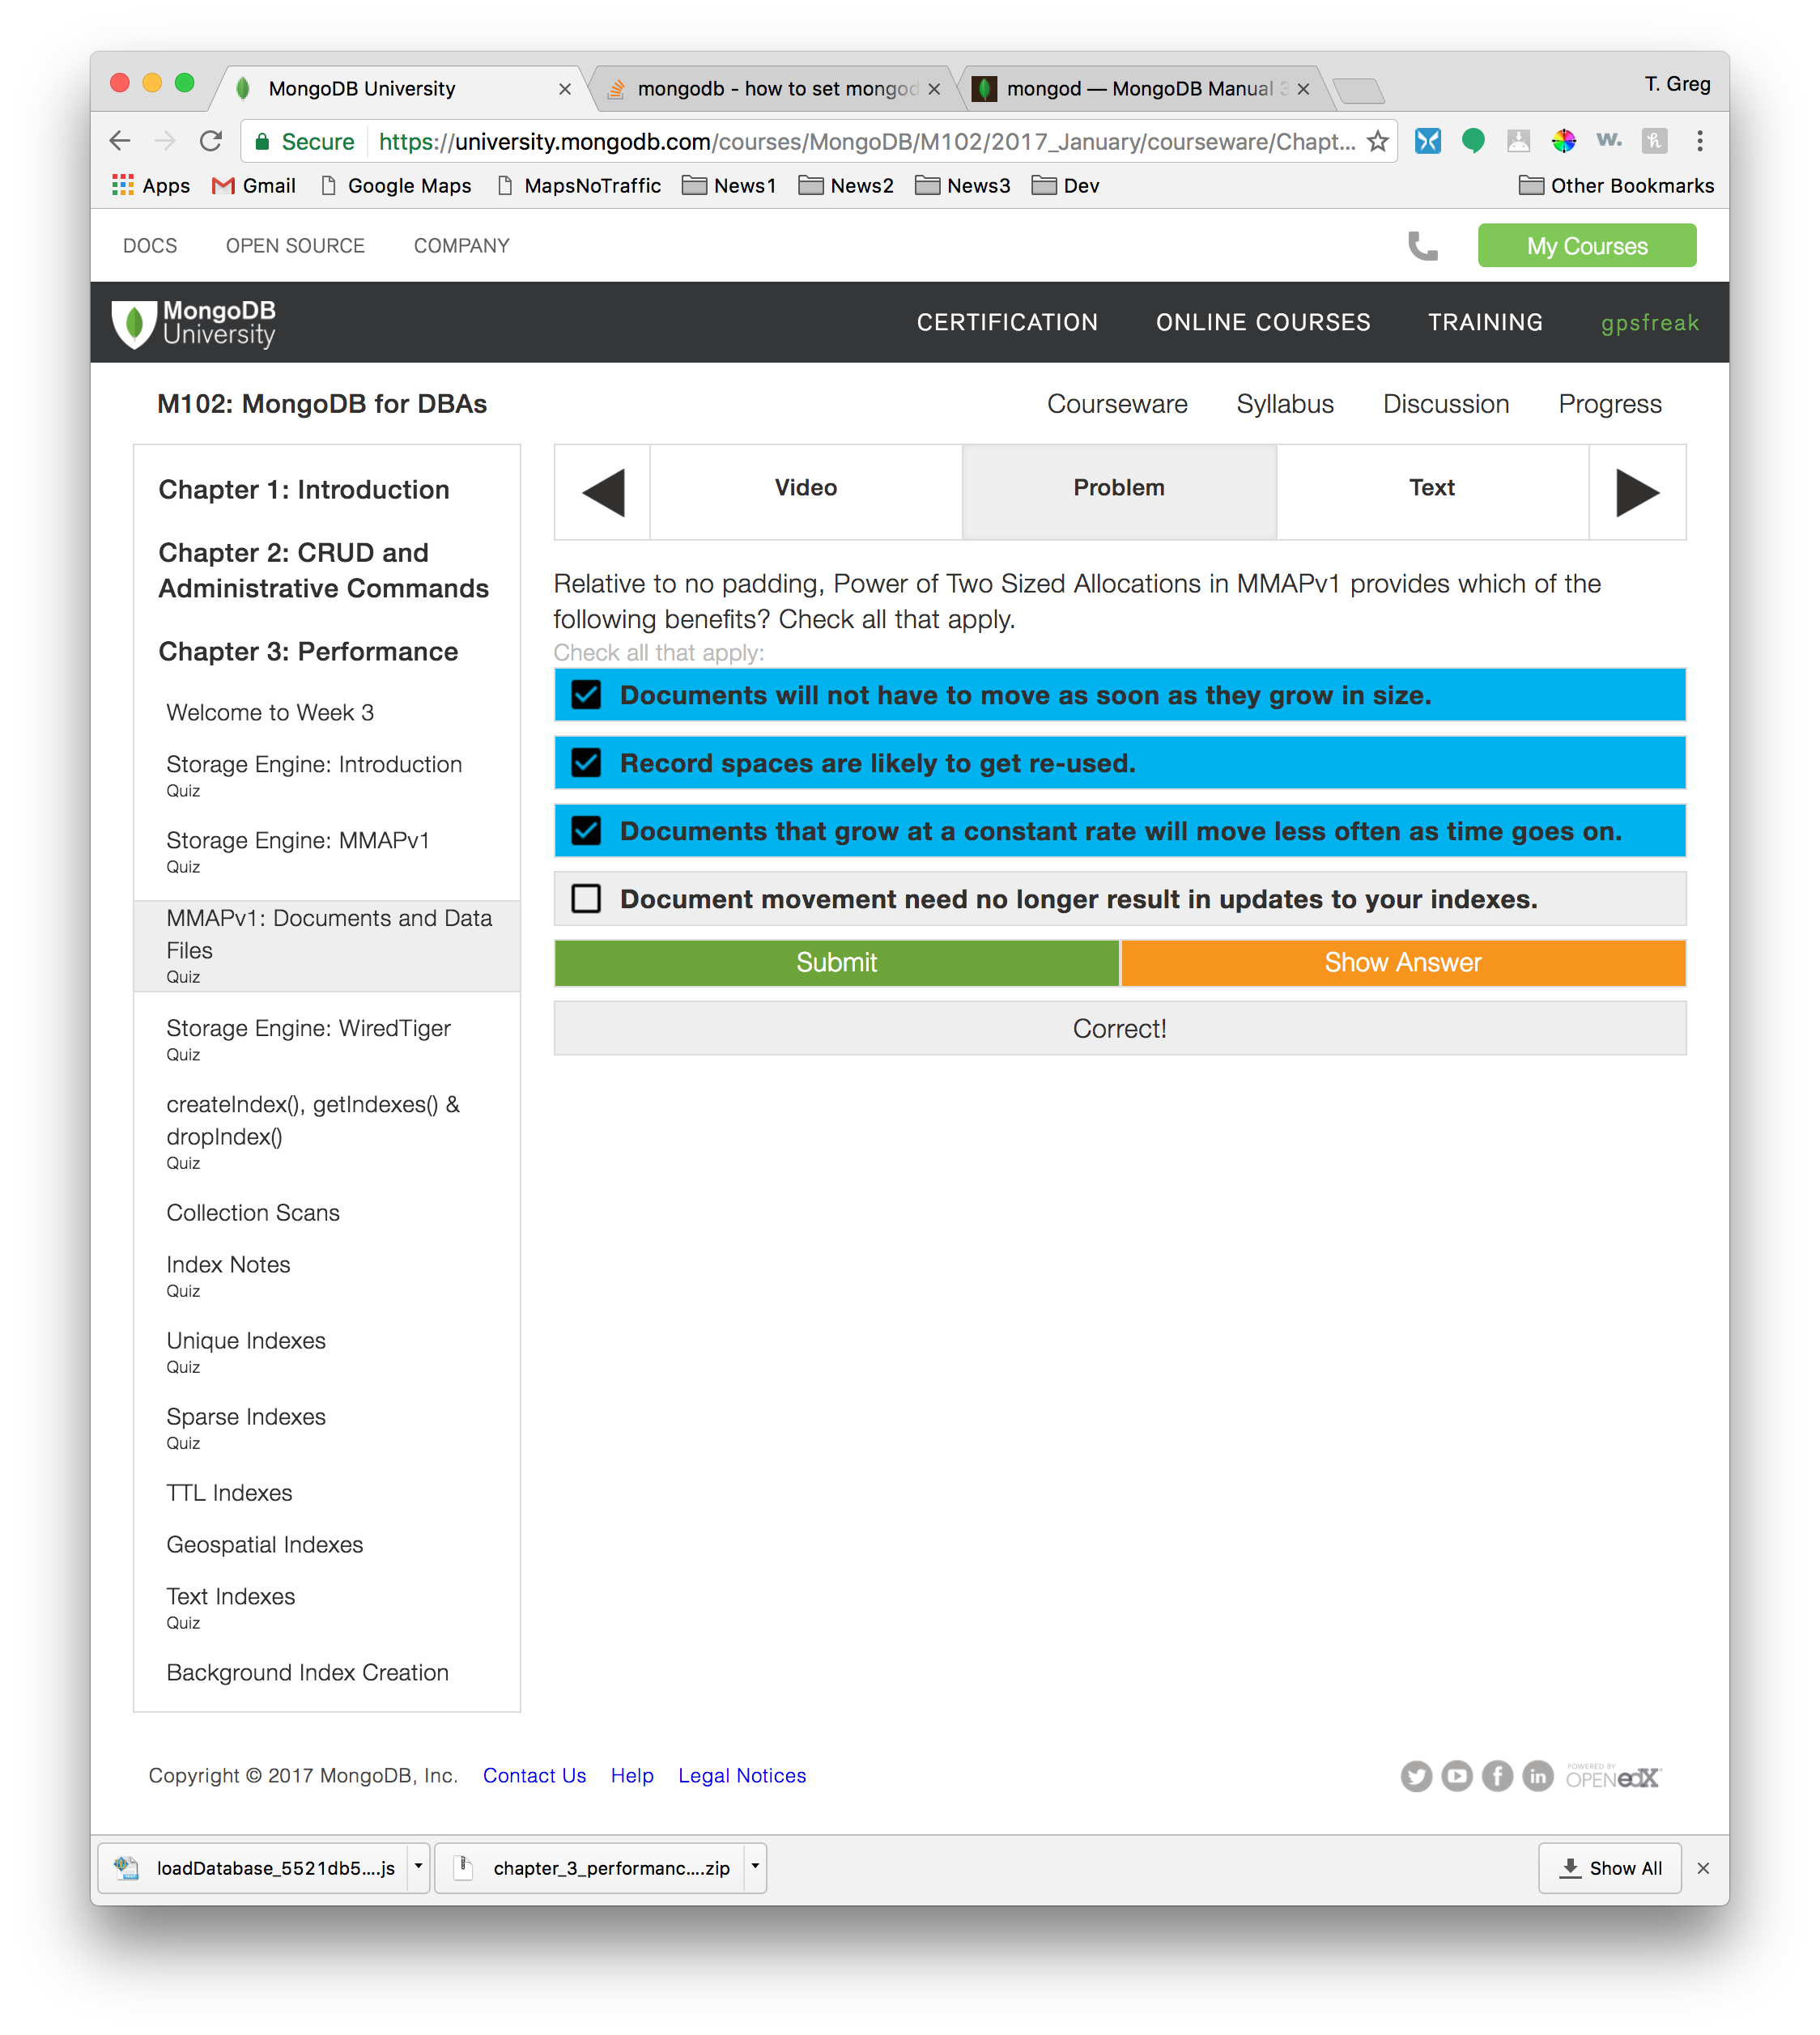 MongoDB University
mongodb - how to set mongod
mongod — MongoDB Manual 3
T. Greg
Secure https://university.mongodb.com/courses/MongoDB/M102/2017_January/courseware/Chapt...
w.
h
Apps Gmail Google Maps MapsNoTraffic News1 News2 News3 Dev Other Bookmarks
DOCS OPEN SOURCE COMPANY My Courses
MongoDB
University
CERTIFICATION ONLINE COURSES TRAINING gpsfreak
M102: MongoDB for DBAs
Courseware Syllabus Discussion Progress
Chapter 1: Introduction
Chapter 2: CRUD and
Administrative Commands
Chapter 3: Performance
Welcome to Week 3
Storage Engine: Introduction
Quiz
Storage Engine: MMAPv1
Quiz
MMAPv1: Documents and Data
Files
Quiz
Storage Engine: WiredTiger
Quiz
createIndex(), getIndexes() &
dropIndex()
Quiz
Collection Scans
Index Notes
Quiz
Unique Indexes
Quiz
Sparse Indexes
Quiz
TTL Indexes
Geospatial Indexes
Text Indexes
Quiz
Background Index Creation
Video Problem Text
Relative to no padding, Power of Two Sized Allocations in MMAPv1 provides which of the
following benefits? Check all that apply.
Check all that apply:
Documents will not have to move as soon as they grow in size.
Record spaces are likely to get re-used.
Documents that grow at a constant rate will move less often as time goes on.
Document movement need no longer result in updates to your indexes.
Submit Show Answer
Correct!
Copyright © 2017 MongoDB, Inc. Contact Us Help Legal Notices
POWERED BY
OPEN edX
loadDatabase_5521db5....js chapter_3_performanc....zip Show All